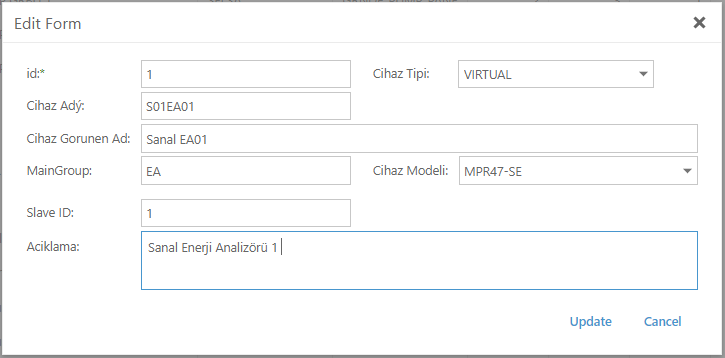 Edit Form
id:* 1 Cihaz Tipi: VIRTUAL
Cihaz Adý: S01EA01
Cihaz Gorunen Ad: Sanal EA01
MainGroup: EA Cihaz Modeli: MPR47-SE
Slave ID: 1
Aciklama: Sanal Enerji Analizörü 1
Update Cancel